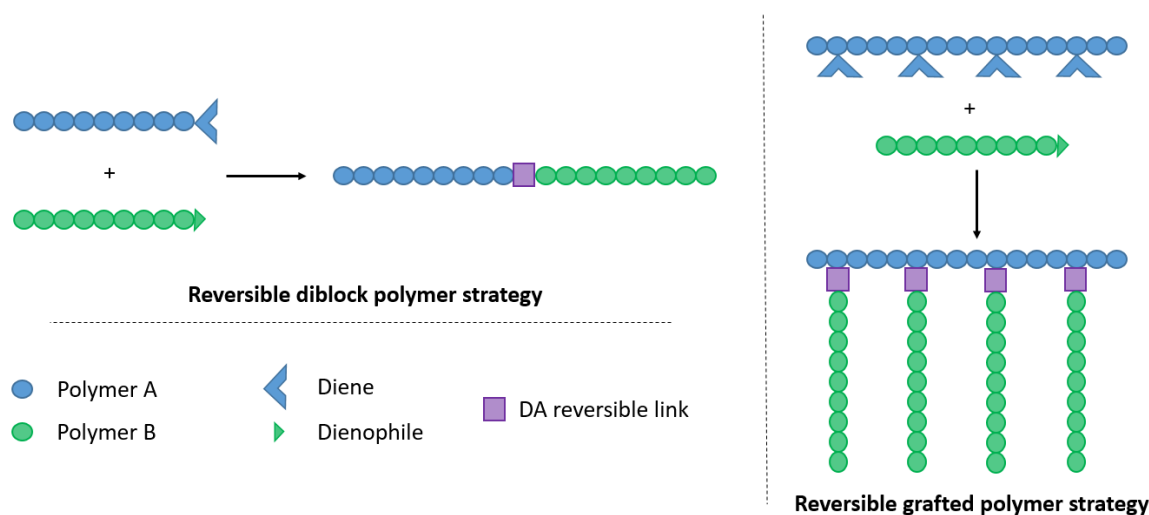 +
+
Reversible diblock polymer strategy
Polymer A
Diene
DA reversible link
Polymer B
Dienophile
Reversible grafted polymer strategy